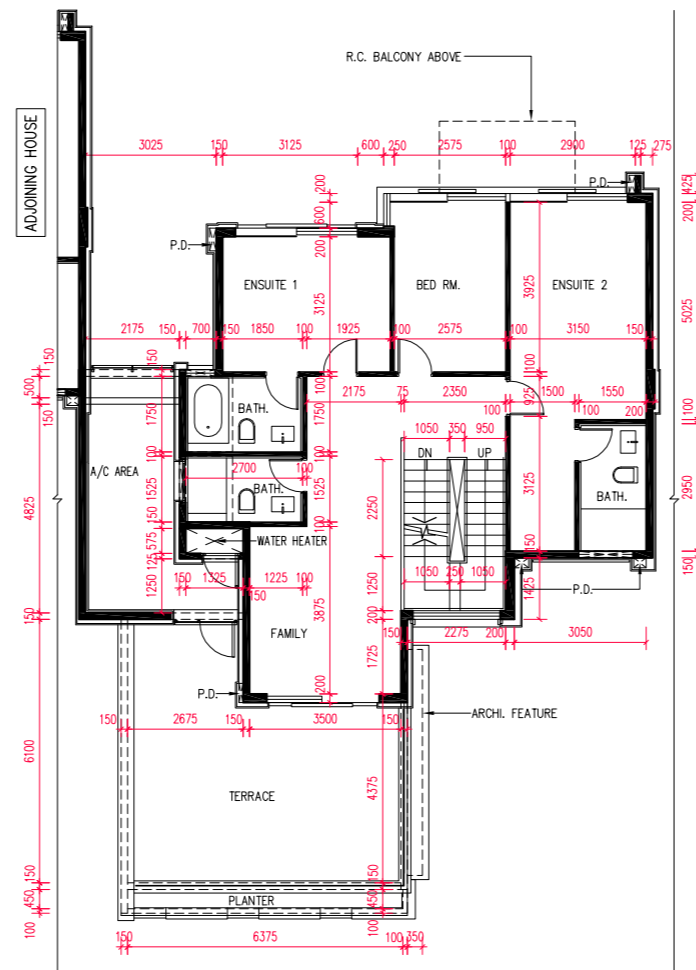 R.C. BALCONY ABOVE
ADJOINING HOUSE
3025 150 3125 600 250 2575 100 2900 125 275
P.D.
425
200
200
600
200
P.D.
ENSUITE 1
BED RM.
ENSUITE 2
3125
3925
5025
2175 150 700 150 1850 100 1925 100 2575 100 3150 150
150
500
150
150
1750
100
2175 75 2350
100
1500 1550
100
925
100 200
100
BATH.
1750
1050 350 950
DN UP
A/C AREA
100
2700 100
100
BATH.
1525
1525
2250
3125
BATH.
2950
4825
150
100
WATER HEATER
575
125
150
150
1250
150 1325 1225 100
150
1050 250 1050
1250
P.D.
1425
3875
FAMILY
150
200
150 2275 200 3050
1725
P.D.
200
ARCHI. FEATURE
150 2675 150 3500 150
6100
4375
TERRACE
150
150
450
PLANTER
450
100
100
150 6375 100 350